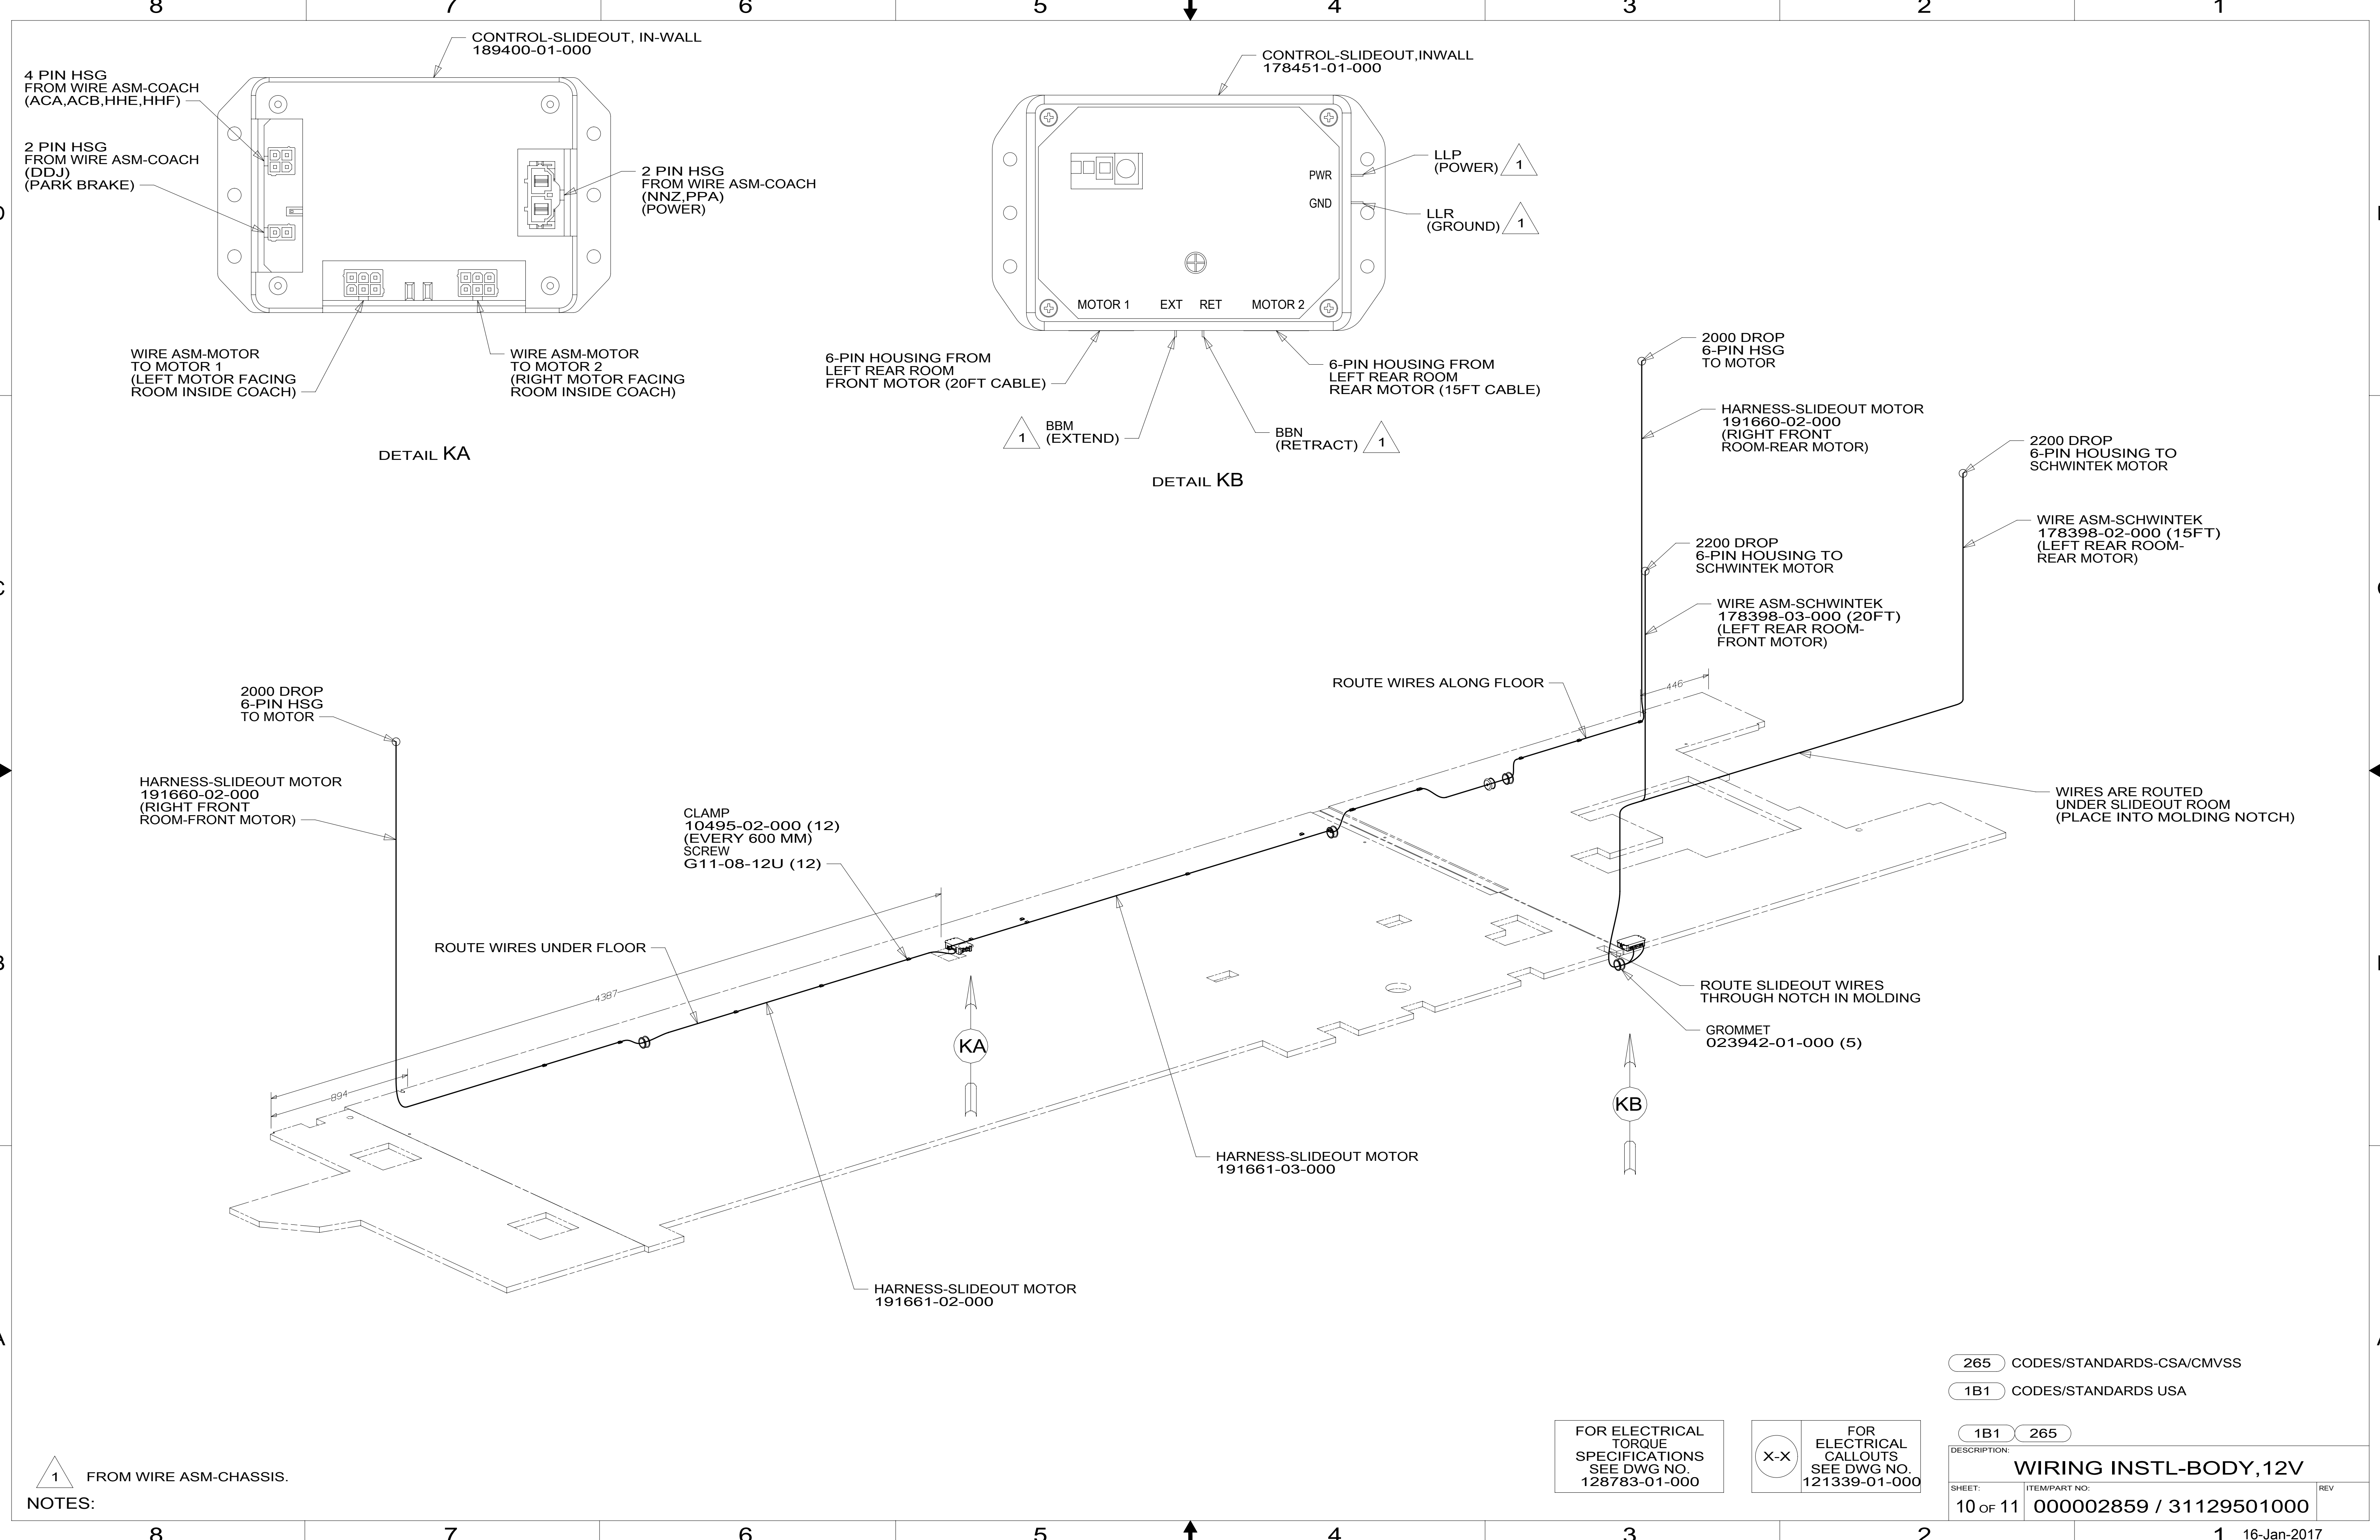 8 7 6 5 4 3 2 1
CONTROL-SLIDEOUT, IN-WALL
189400-01-000
4 PIN HSG
FROM WIRE ASM-COACH
(ACA,ACB,HHE,HHF)
2 PIN HSG
FROM WIRE ASM-COACH
(DDJ)
(PARK BRAKE)
2 PIN HSG
FROM WIRE ASM-COACH
(NNZ,PPA)
(POWER)
WIRE ASM-MOTOR
TO MOTOR 1
(LEFT MOTOR FACING
ROOM INSIDE COACH)
WIRE ASM-MOTOR
TO MOTOR 2
(RIGHT MOTOR FACING
ROOM INSIDE COACH)
DETAIL KA
CONTROL-SLIDEOUT,INWALL
178451-01-000
PWR
GND
LLP
(POWER)
1
LLR
(GROUND)
1
MOTOR 1
EXT
RET
MOTOR 2
6-PIN HOUSING FROM
LEFT REAR ROOM
FRONT MOTOR (20FT CABLE)
6-PIN HOUSING FROM
LEFT REAR ROOM
REAR MOTOR (15FT CABLE)
1
BBM
(EXTEND)
BBN
(RETRACT)
1
DETAIL KB
2000 DROP
6-PIN HSG
TO MOTOR
HARNESS-SLIDEOUT MOTOR
191660-02-000
(RIGHT FRONT
ROOM-REAR MOTOR)
2200 DROP
6-PIN HOUSING TO
SCHWINTEK MOTOR
WIRE ASM-SCHWINTEK
178398-02-000 (15FT)
(LEFT REAR ROOM-
REAR MOTOR)
2200 DROP
6-PIN HOUSING TO
SCHWINTEK MOTOR
WIRE ASM-SCHWINTEK
178398-03-000 (20FT)
(LEFT REAR ROOM-
FRONT MOTOR)
ROUTE WIRES ALONG FLOOR
446
2000 DROP
6-PIN HSG
TO MOTOR
HARNESS-SLIDEOUT MOTOR
191660-02-000
(RIGHT FRONT
ROOM-FRONT MOTOR)
CLAMP
10495-02-000 (12)
(EVERY 600 MM)
SCREW
G11-08-12U (12)
WIRES ARE ROUTED
UNDER SLIDEOUT ROOM
(PLACE INTO MOLDING NOTCH)
ROUTE WIRES UNDER FLOOR
4387
894
KA
ROUTE SLIDEOUT WIRES
THROUGH NOTCH IN MOLDING
GROMMET
023942-01-000 (5)
KB
HARNESS-SLIDEOUT MOTOR
191661-03-000
HARNESS-SLIDEOUT MOTOR
191661-02-000
265 CODES/STANDARDS-CSA/CMVSS
1B1 CODES/STANDARDS USA
1B1 265
FOR ELECTRICAL
TORQUE
SPECIFICATIONS
SEE DWG NO.
128783-01-000
X-X
FOR
ELECTRICAL
CALLOUTS
SEE DWG NO.
121339-01-000
DESCRIPTION:
WIRING INSTL-BODY,12V
SHEET:
10 OF 11
ITEM/PART NO:
000002859 / 31129501000
REV
1 FROM WIRE ASM-CHASSIS.
NOTES:
8 7 6 5 4 3 2 1
16-Jan-2017